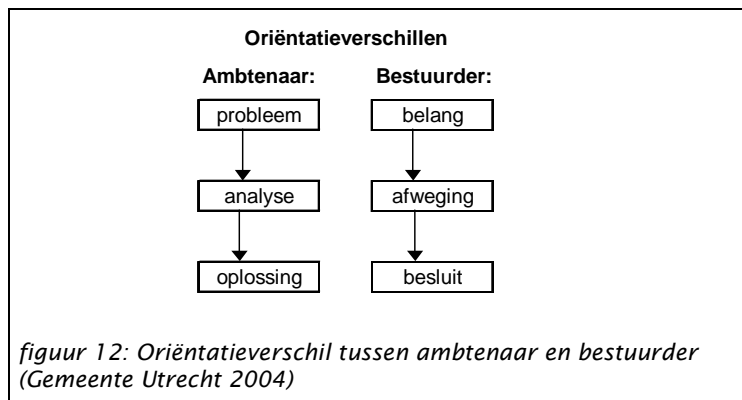 Oriëntatieverschillen
Ambtenaar: Bestuurder:
probleem belang
analyse afweging
oplossing besluit
figuur 12: Oriëntatieverschil tussen ambtenaar en bestuurder
(Gemeente Utrecht 2004)